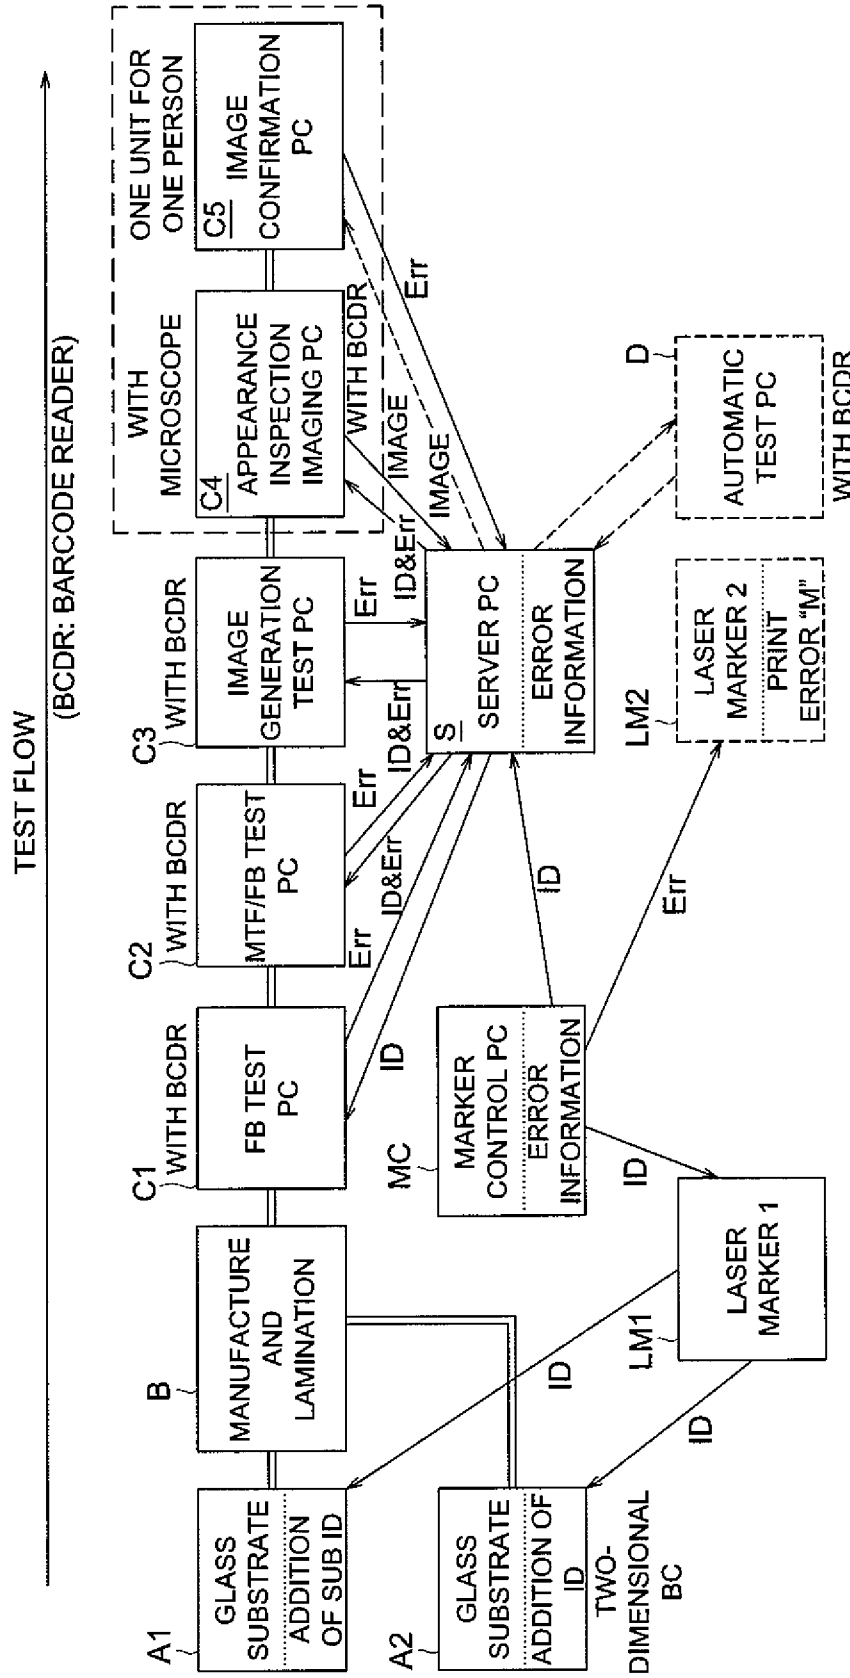 TEST FLOW
(BCDR: BARCODE READER)
A1
GLASS
SUBSTRATE
ADDITION
OF SUB ID
A2
GLASS
SUBSTRATE
ADDITION OF
ID
TWO-
DIMENSIONAL
BC
B
MANUFACTURE
AND
LAMINATION
ID
ID
LM1
LASER
MARKER 1
C1
WITH BCDR
FB TEST
PC
MC
MARKER
CONTROL PC
ERROR
INFORMATION
ID
ID
Err
ID
Err
C2
WITH BCDR
MTF/FB TEST
PC
Err
ID&Err
C3
WITH BCDR
IMAGE
GENERATION
TEST PC
Err
ID&Err
S
SERVER PC
ERROR
INFORMATION
LM2
LASER
MARKER 2
PRINT
ERROR “M”
WITH
MICROSCOPE
C4
APPEARANCE
INSPECTION
IMAGING PC
WITH BCDR
ID&Err
IMAGE
IMAGE
ONE UNIT FOR
ONE PERSON
C5
IMAGE
CONFIRMATION
PC
Err
D
AUTOMATIC
TEST PC
WITH BCDR